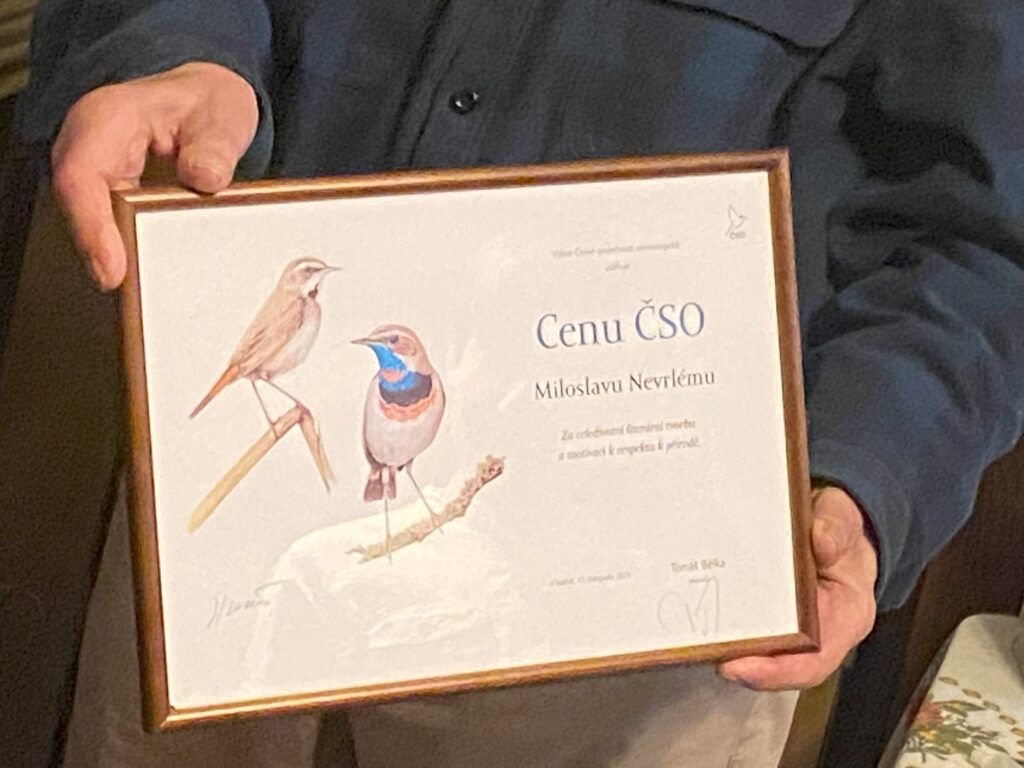 ČSO
Výbor České společnosti ornitologické
uděluje
Cenu ČSO
Miloslavu Nevrlému
Za celoživotní literární tvorbu
a motivaci k respektu k přírodě.
listopadu
Tomáš Bělka